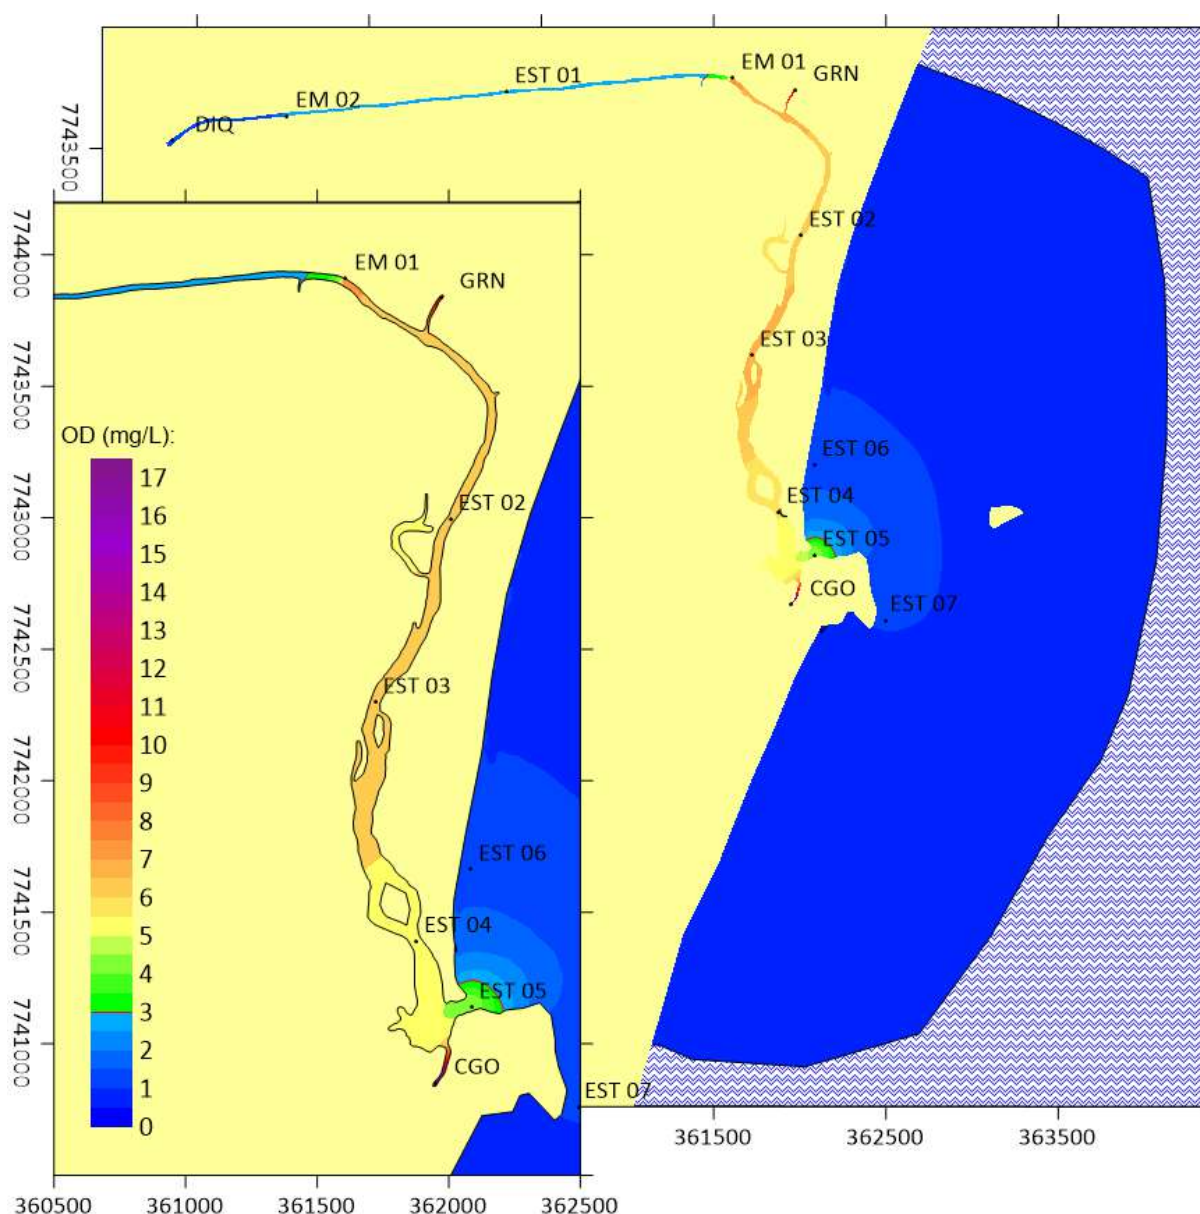 EM 01
GRN
EST 01
EM 02
DIQ
7743500
EST 02
EST 03
EST 06
EST 04
EST 05
CGO
EST 07
361500
362500
363500
EM 01
GRN
EST 02
EST 03
EST 06
EST 04
EST 05
CGO
EST 07
7744000
7743500
7743000
7742500
7742000
7741500
7741000
OD (mg/L):
17
16
15
14
13
12
11
10
9
8
7
6
5
4
3
2
1
0
360500
361000
361500
362000
362500